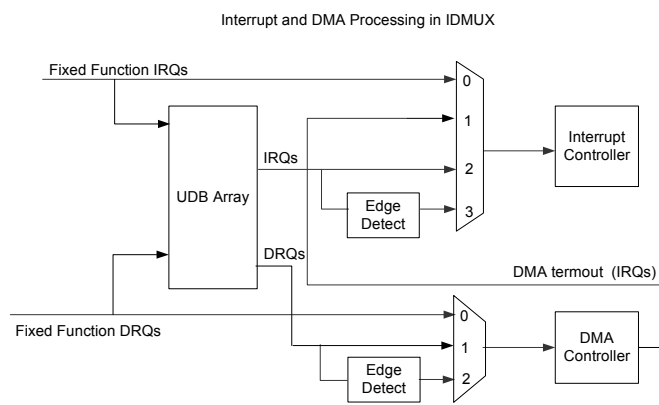 Interrupt and DMA Processing in IDMUX
Fixed Function IRQs
0
1
2
3
Interrupt
Controller
UDB Array
IRQs
Edge
Detect
DRQs
DMA termout (IRQs)
Fixed Function DRQs
0
1
2
Edge
Detect
DMA
Controller